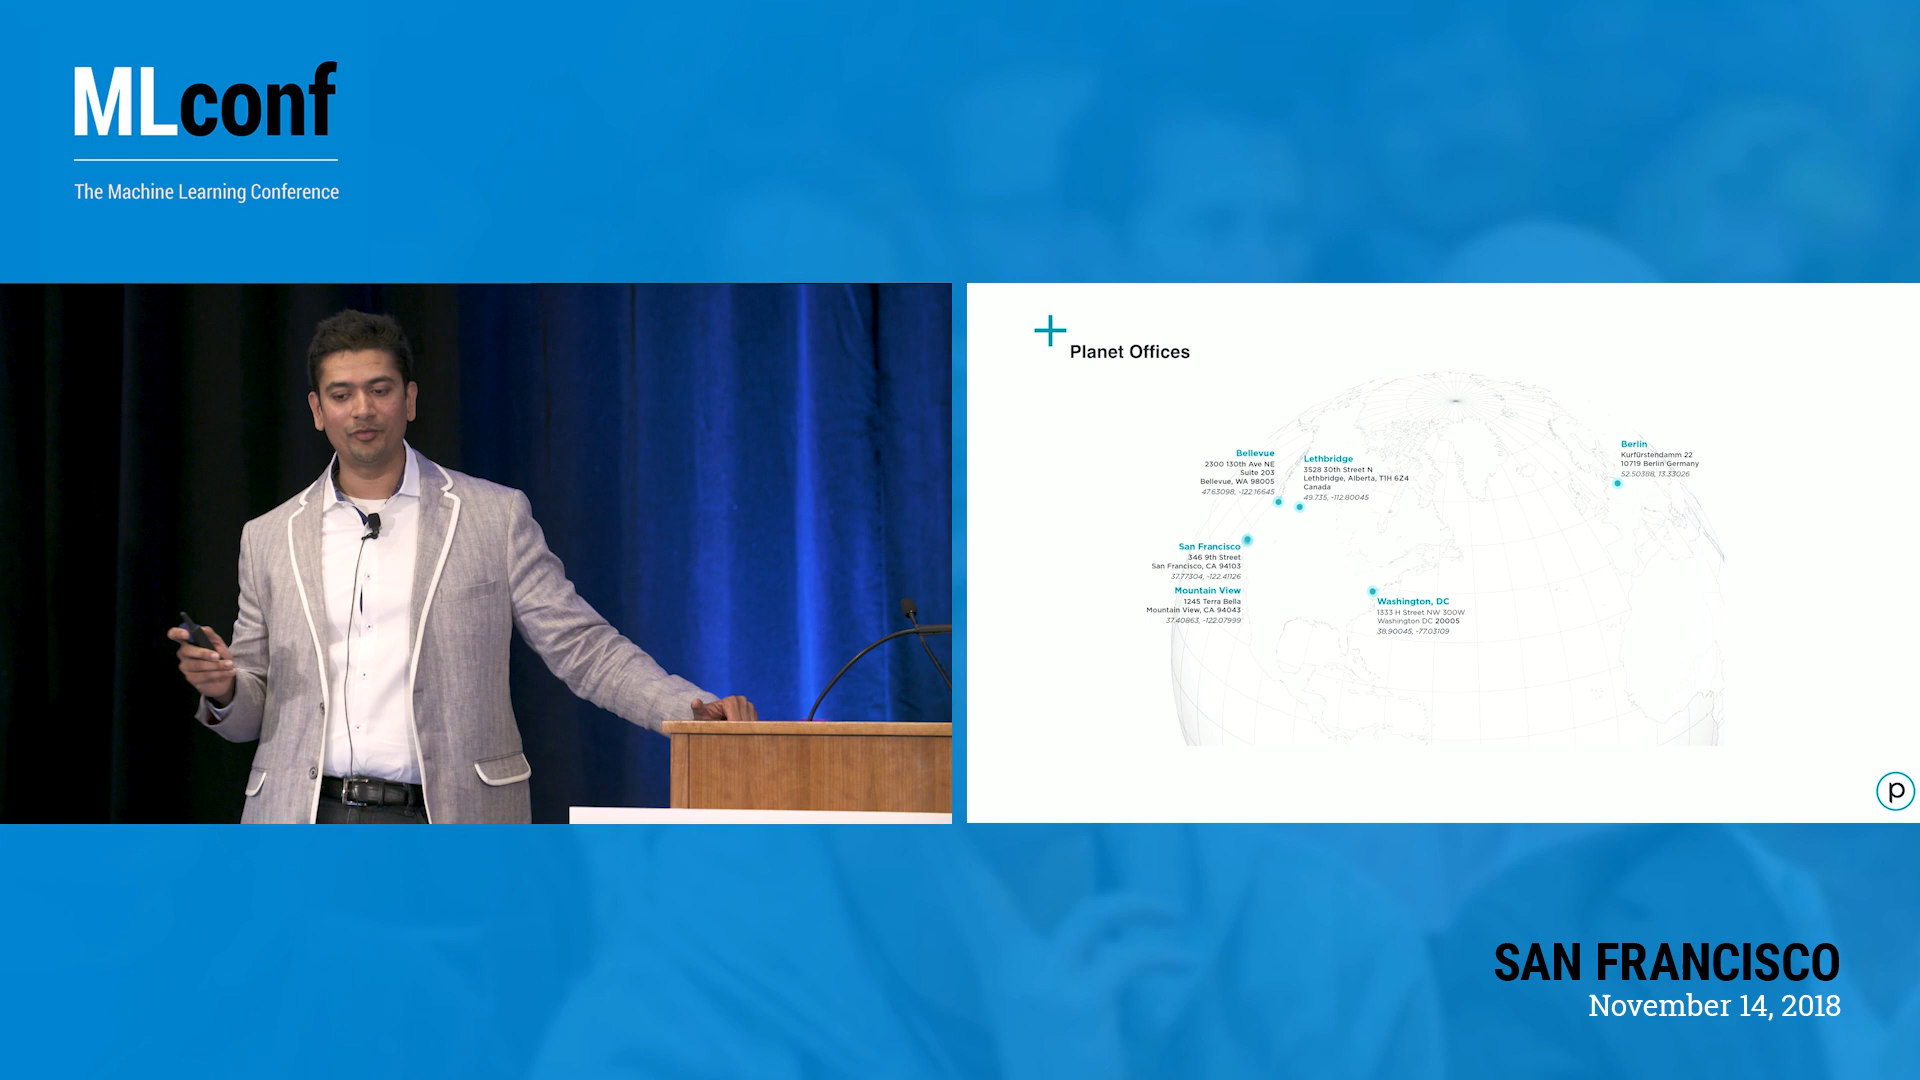 MLconf
The Machine Learning Conference
Planet Offices
Bellevue
2300 130th Ave NE
Suite 203
Bellevue, WA 98005
47.63098, -122.16645
Lethbridge
3528 30th Street N
Lethbridge, Alberta, T1H 6Z4
Canada
49.735, -112.80045
Berlin
Kurfürstendamm 22
10719 Berlin Germany
52.50388, 13.33026
San Francisco
346 9th Street
San Francisco, CA 94103
37.77304, -122.41126
Mountain View
1245 Terra Bella
Mountain View, CA 94043
37.40863, -122.07999
Washington, DC
1333 H Street NW 300W
Washington DC 20005
38.90045, -77.03109
p
SAN FRANCISCO
November 14, 2018